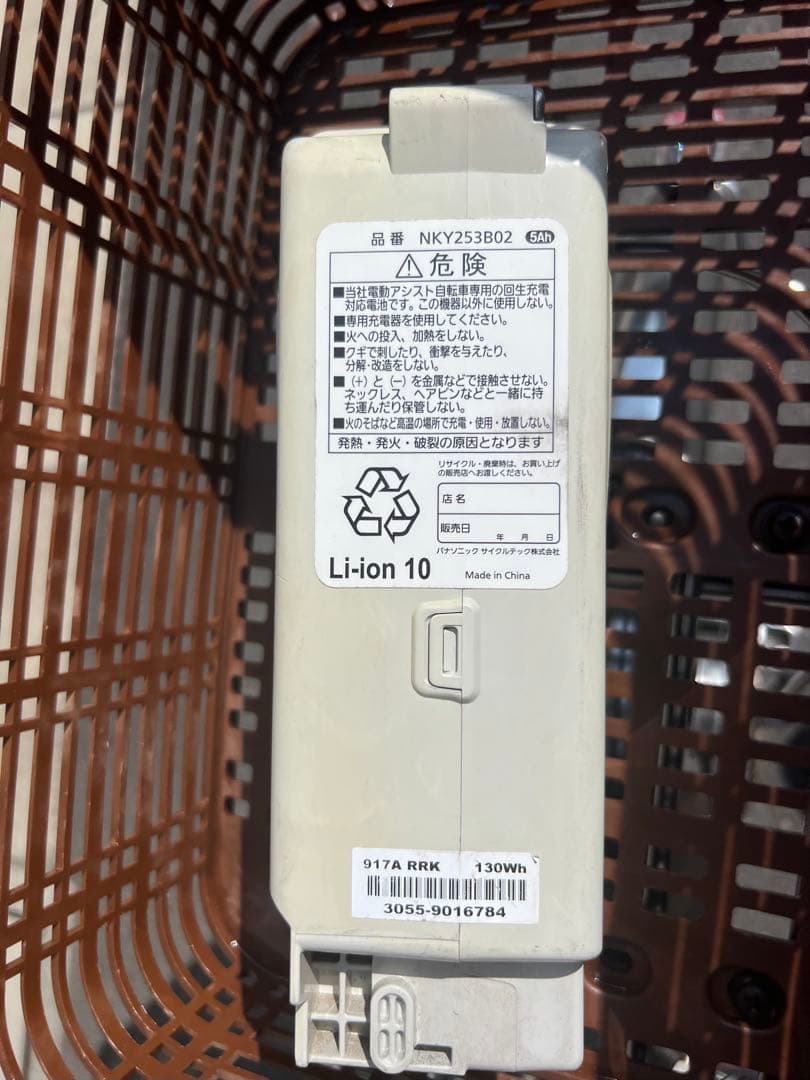 品番 NKY253B02 5Ah
⚠危険
■当社電動アシスト自転車専用の回生充電
対応電池です。この機器以外に使用しない。
■専用充電器を使用してください。
■火への投入、加熱をしない。
■クギで刺したり、衝撃を与えたり、
分解・改造をしない。
■(+)と(−)を金属などで接触させない。
ネックレス、ヘアピンなどと一緒に持
ち運んだり保管しない。
■火のそばなど高温の場所で充電・使用・放置しない。
発熱・発火・破裂の原因となります
リサイクル・廃棄時は、お買い上げ
の販売店へお渡しください。
店名
販売日
年 月 日
パナソニック サイクルテック株式会社
Li-ion 10 Made in China
917A RRK 130Wh
3055-9016784